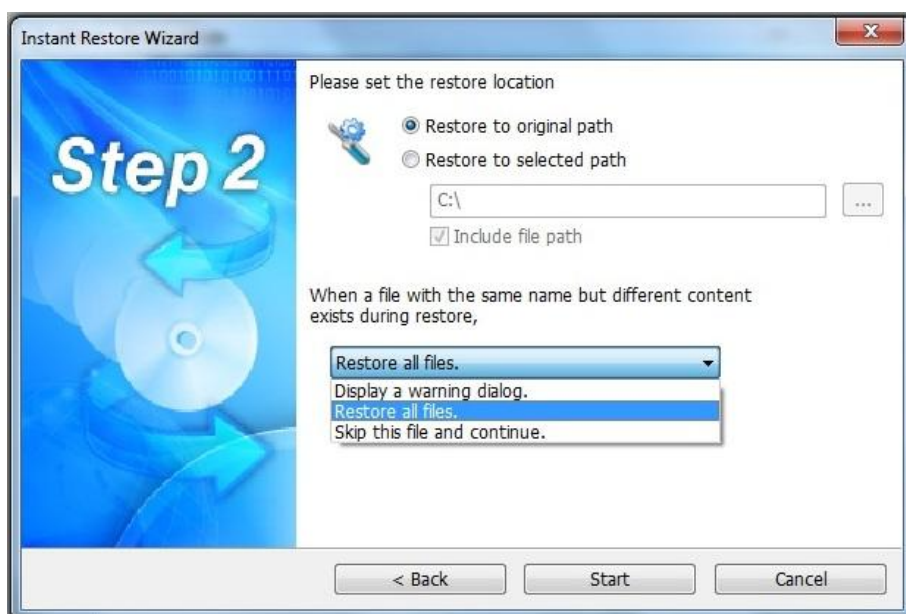 Instant Restore Wizard
Please set the restore location
Step 2
Restore to original path
Restore to selected path
C:\
...
Include file path
When a file with the same name but different content
exists during restore,
Restore all files.
Display a warning dialog.
Restore all files.
Skip this file and continue.
< Back
Start
Cancel